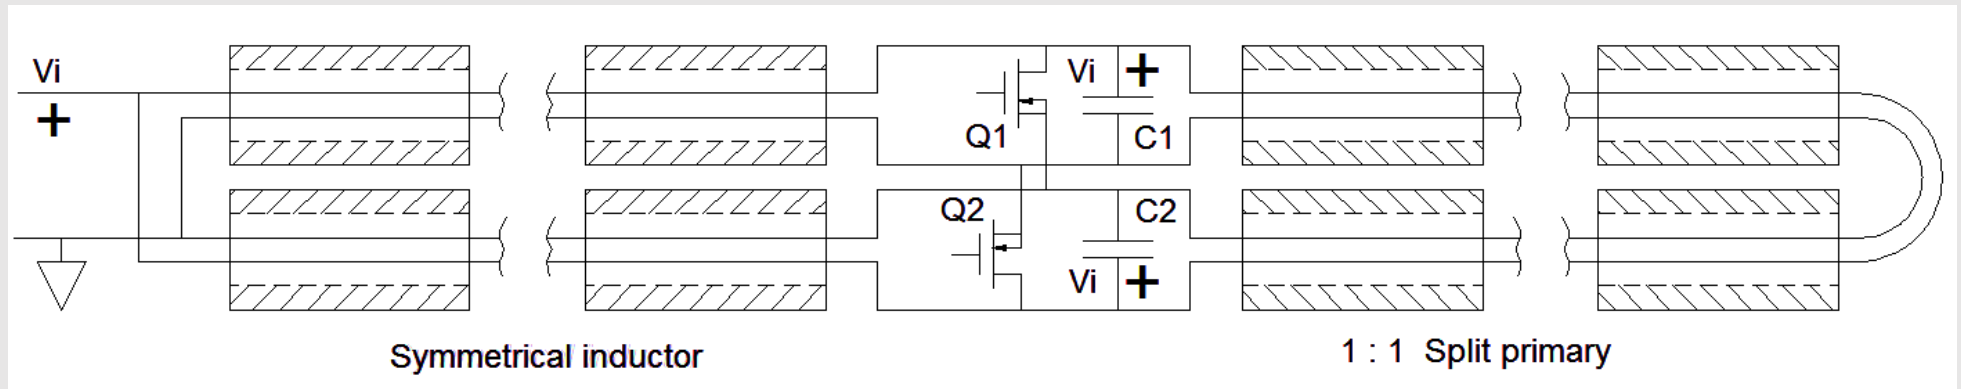 Vi
+
Vi +
Q1
C1
Q2
C2
Vi +
Symmetrical inductor
1 : 1 Split primary